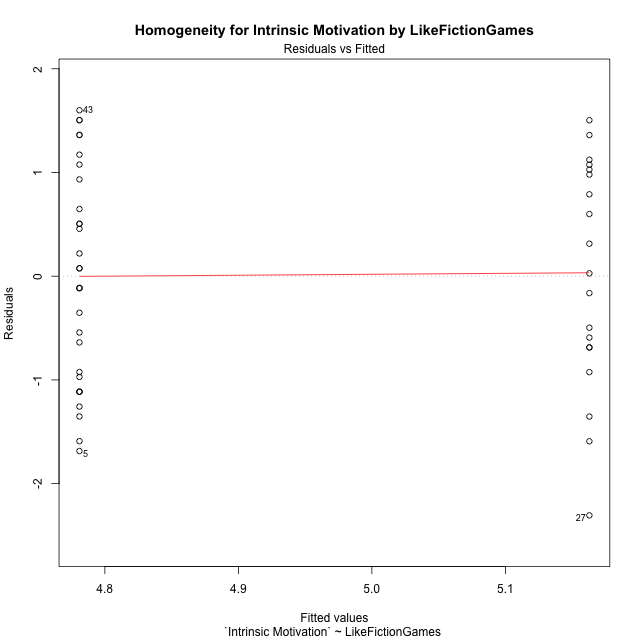 Homogeneity for Intrinsic Motivation by LikeFictionGames
Residuals vs Fitted
2
1
0
-1
-2
Residuals
43
5
27
4.8 4.9 5.0 5.1
Fitted values
`Intrinsic Motivation` ~ LikeFictionGames